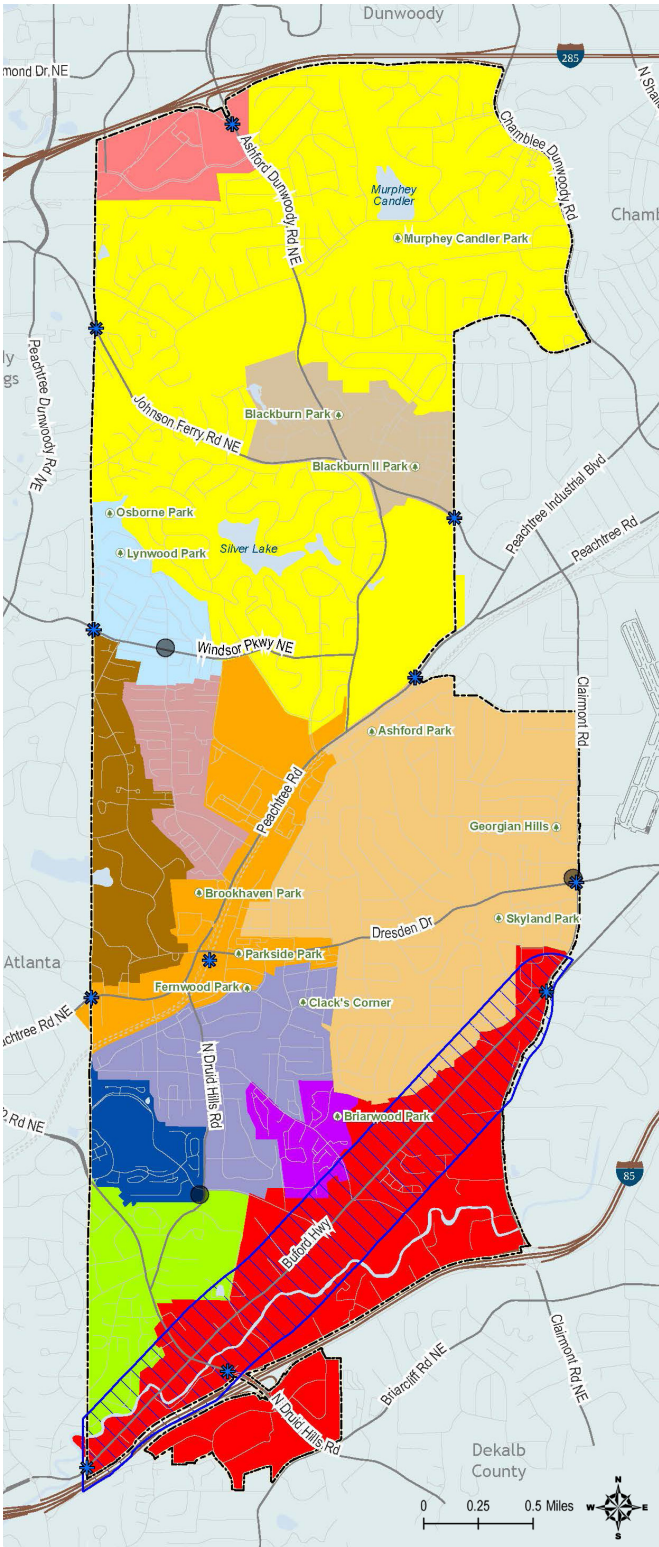 Dunwoody
285
mond Dr, NE
N Shal
Ashford Dunwoody Rd NE
Chamblee Dunwoody Rd
Murphey
Candler
Chamb
Murphey Candler Park
Peachtree Dunwoody Rd NE
ly
gs
Johnson Ferry Rd NE
Blackburn Park
Blackburn II Park
Peachtree Industrial Blvd
Peachtree Rd
Osborne Park
Lynwood Park
Silver Lake
Windsor Pkwy NE
Clairmont Rd
Ashford Park
Peachtree Rd
Georgian Hills
Brookhaven Park
Skyland Park
Dresden Dr
Parkside Park
Atlanta
Fernwood Park
Clack's Corner
achtree Rd, NE
N Druid Hills Rd
Briarwood Park
2 Rd NE
85
Buford Hwy
Clairmont Rd NE
Briarcliff Rd NE
N Druid Hills Rd
Dekalb
County
N
W E
S
0 0.25 0.5 Miles